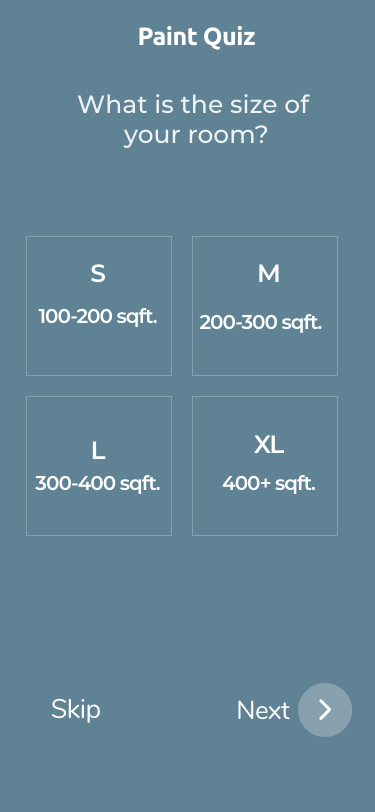 Paint Quiz
What is the size of
your room?
S
100-200 sqft.
M
200-300 sqft.
L
300-400 sqft.
XL
400+ sqft.
Skip
Next